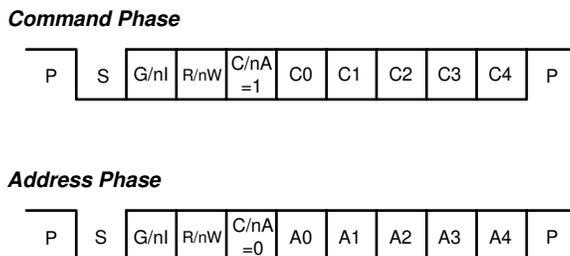 Command Phase
P S G/nI R/nW C/nA =1 C0 C1 C2 C3 C4 P
Address Phase
P S G/nI R/nW C/nA =0 A0 A1 A2 A3 A4 P